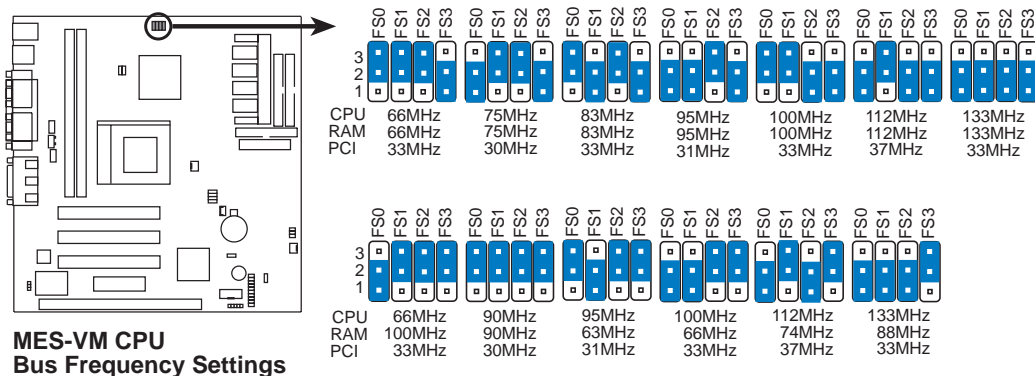 FS0 FS1 FS2 FS3 FS0 FS1 FS2 FS3 FS0 FS1 FS2 FS3 FS0 FS1 FS2 FS3 FS0 FS1 FS2 FS3 FS0 FS1 FS2 FS3 FS0 FS1 FS2 FS3
3
2
1
CPU 66MHz 75MHz 83MHz 95MHz 100MHz 112MHz 133MHz
RAM 66MHz 75MHz 83MHz 95MHz 100MHz 112MHz 133MHz
PCI 33MHz 30MHz 33MHz 31MHz 33MHz 37MHz 33MHz
FS0 FS1 FS2 FS3 FS0 FS1 FS2 FS3 FS0 FS1 FS2 FS3 FS0 FS1 FS2 FS3 FS0 FS1 FS2 FS3 FS0 FS1 FS2 FS3
3
2
1
CPU 66MHz 90MHz 95MHz 100MHz 112MHz 133MHz
RAM 100MHz 90MHz 63MHz 66MHz 74MHz 88MHz
PCI 33MHz 30MHz 31MHz 33MHz 37MHz 33MHz
MES-VM CPU
Bus Frequency Settings